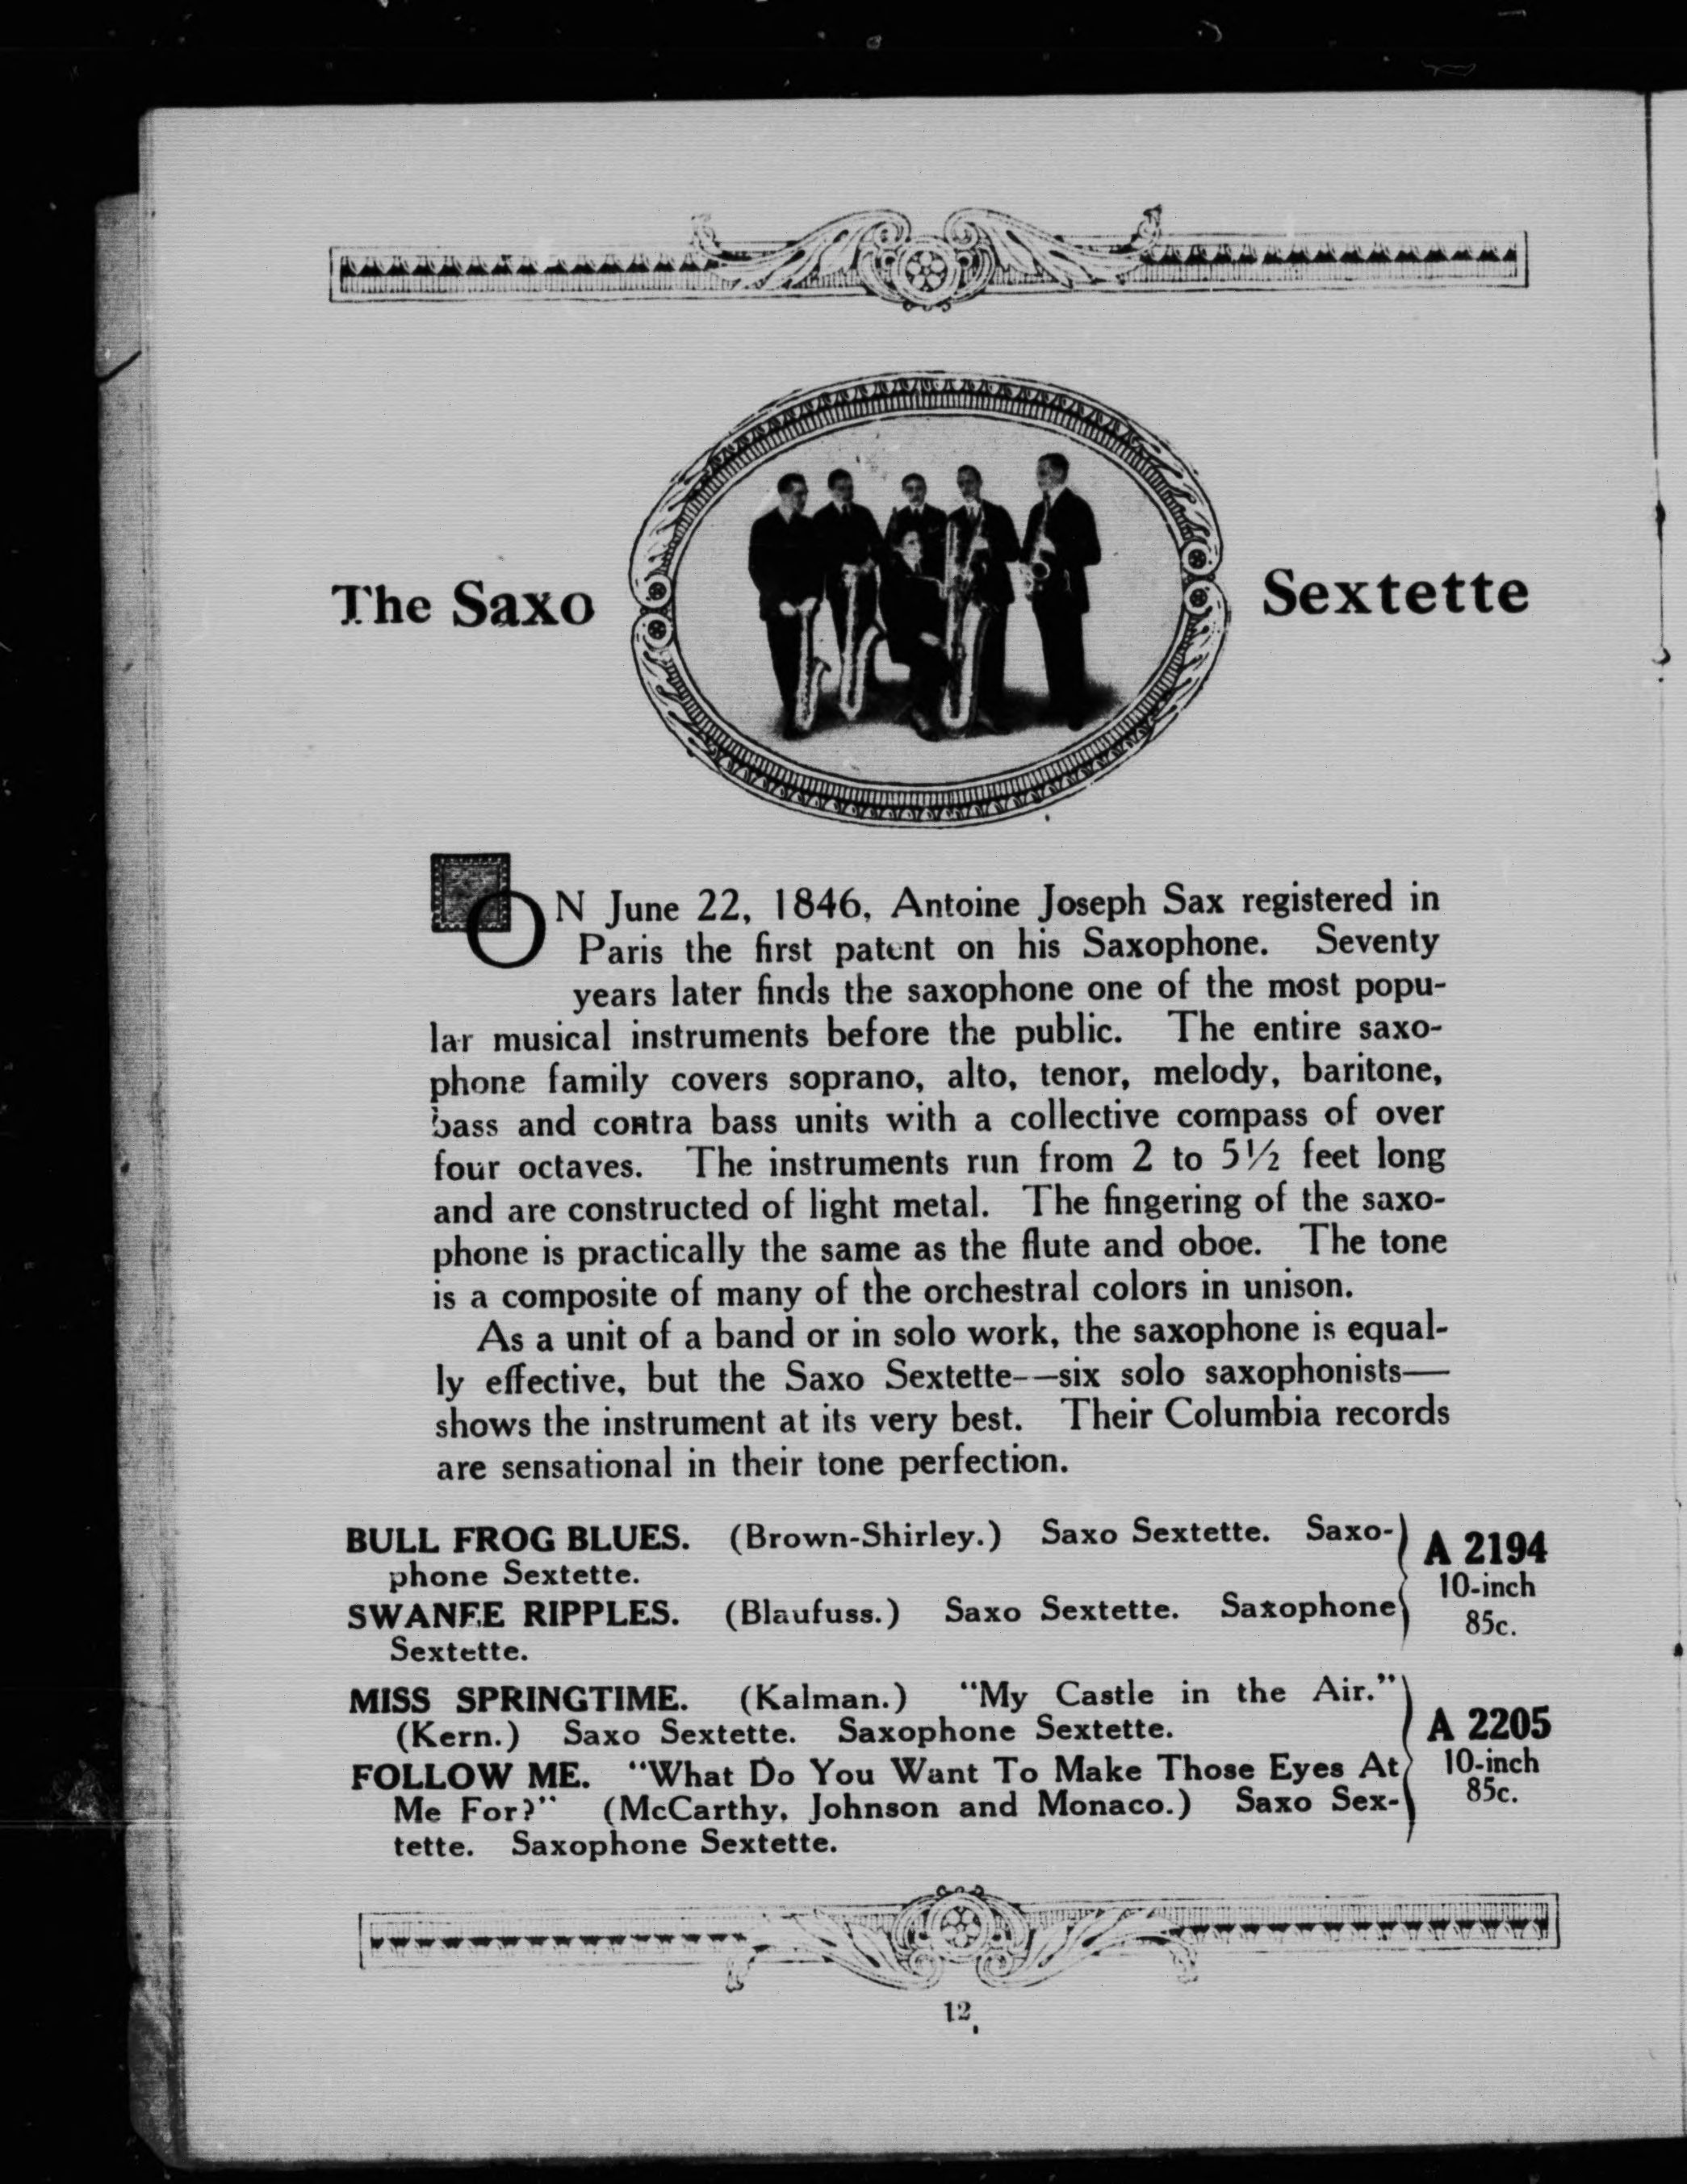 The Saxo Sextette
ON June 22, 1846, Antoine Joseph Sax registered in
Paris the first patent on his Saxophone. Seventy
years later finds the saxophone one of the most popu-
lar musical instruments before the public. The entire saxo-
phone family covers soprano, alto, tenor, melody, baritone,
bass and contra bass units with a collective compass of over
four octaves. The instruments run from 2 to 5½ feet long
and are constructed of light metal. The fingering of the saxo-
phone is practically the same as the flute and oboe. The tone
is a composite of many of the orchestral colors in unison.
As a unit of a band or in solo work, the saxophone is equal-
ly effective, but the Saxo Sextette——six solo saxophonists—
shows the instrument at its very best. Their Columbia records
are sensational in their tone perfection.
BULL FROG BLUES. (Brown-Shirley.) Saxo Sextette. Saxo-
phone Sextette.
SWANEE RIPPLES. (Blaufuss.) Saxo Sextette. Saxophone
Sextette.
A 2194
10-inch
85c.
MISS SPRINGTIME. (Kalman.) "My Castle in the Air."
(Kern.) Saxo Sextette. Saxophone Sextette.
FOLLOW ME. "What Do You Want To Make Those Eyes At
Me For?" (McCarthy, Johnson and Monaco.) Saxo Sex-
tette. Saxophone Sextette.
A 2205
10-inch
85c.
12